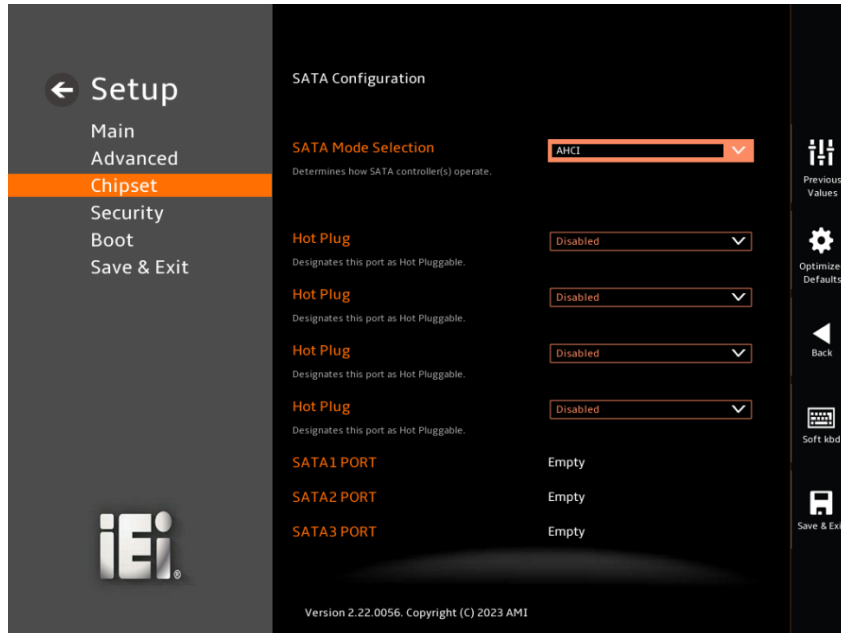 Setup
Main
Advanced
Chipset
Security
Boot
Save & Exit
SATA Configuration
SATA Mode Selection
AHCI
Determines how SATA controller(s) operate.
Hot Plug
Disabled
Designates this port as Hot Pluggable.
Hot Plug
Disabled
Designates this port as Hot Pluggable.
Hot Plug
Disabled
Designates this port as Hot Pluggable.
Hot Plug
Disabled
Designates this port as Hot Pluggable.
SATA1 PORT
Empty
SATA2 PORT
Empty
SATA3 PORT
Empty
Version 2.22.0056. Copyright (C) 2023 AMI
Previous
Values
Optimize
Defaults
Back
Soft kbd
Save & Exi
iEi®